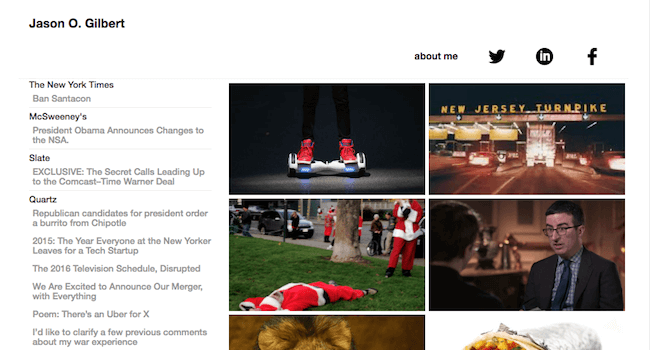 Jason O. Gilbert
about me
The New York Times
Ban Santacon
McSweeney's
President Obama Announces Changes to
the NSA.
Slate
EXCLUSIVE: The Secret Calls Leading Up
to the Comcast–Time Warner Deal
Quartz
Republican candidates for president order
a burrito from Chipotle
2015: The Year Everyone at the New Yorker
Leaves for a Tech Startup
The 2016 Television Schedule, Disrupted
We Are Excited to Announce Our Merger,
with Everything
Poem: There's an Uber for X
I'd like to clarify a few previous comments
about my war experience
NEW JERSEY TURNPIKE